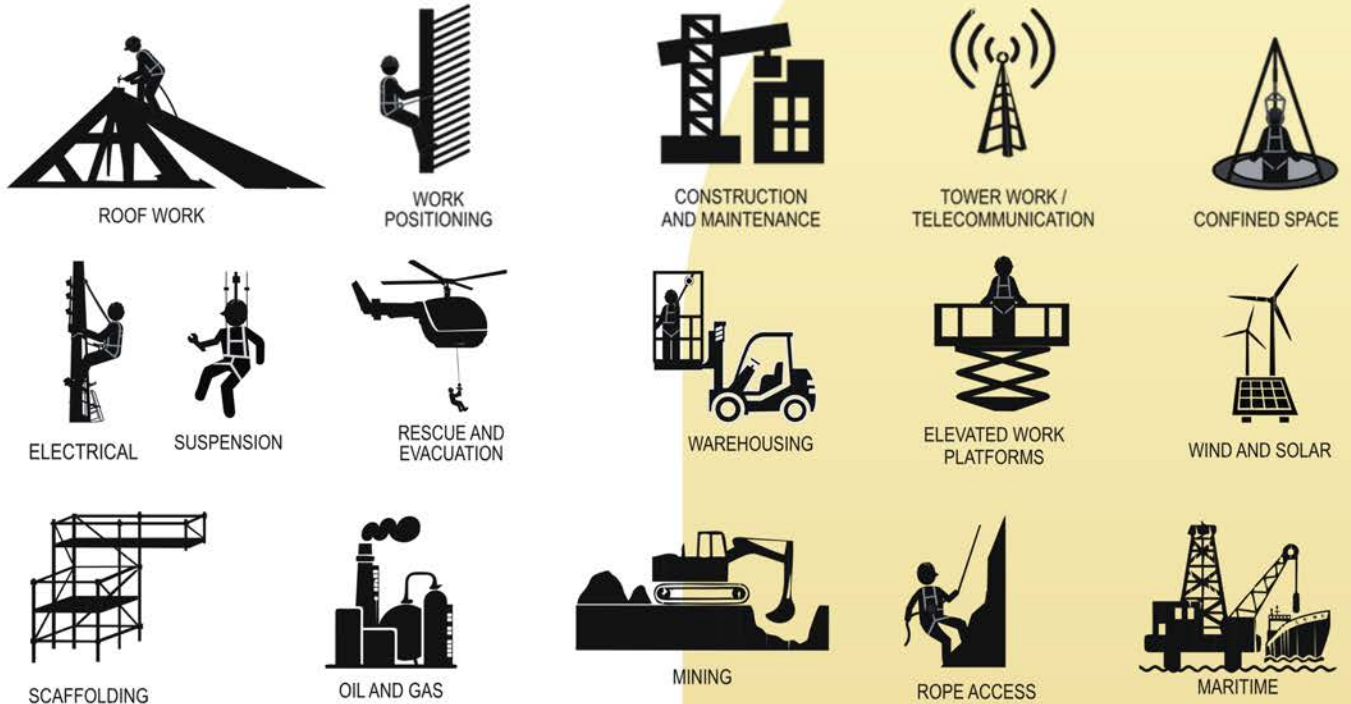 ROOF WORK
WORK
POSITIONING
CONSTRUCTION
AND MAINTENANCE
TOWER WORK /
TELECOMMUNICATION
CONFINED SPACE
ELECTRICAL
SUSPENSION
RESCUE AND
EVACUATION
WAREHOUSING
ELEVATED WORK
PLATFORMS
WIND AND SOLAR
SCAFFOLDING
OIL AND GAS
MINING
ROPE ACCESS
MARITIME